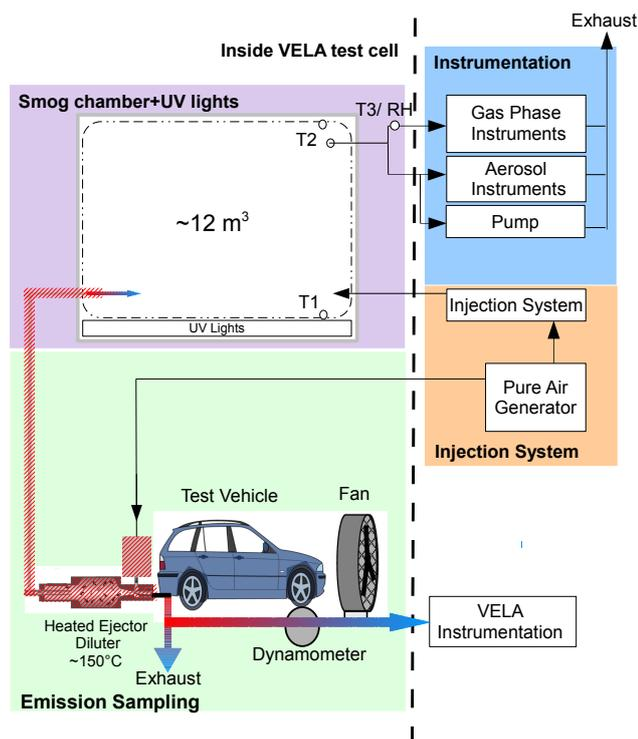 Exhaust
Inside VELA test cell
Instrumentation
Smog chamber+UV lights
T3/ RH
Gas Phase
Instruments
T2
Aerosol
Instruments
~12 m³
Pump
T1
Injection System
UV Lights
Pure Air
Generator
Injection System
Test Vehicle
Fan
VELA
Instrumentation
Heated Ejector
Diluter
~150°C
Dynamometer
Exhaust
Emission Sampling